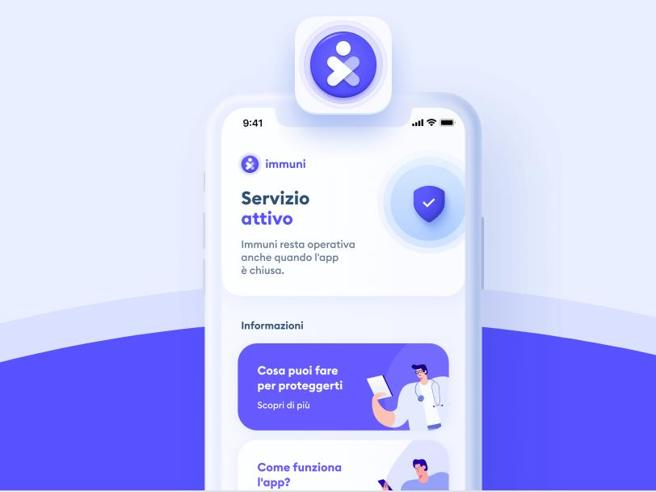 9:41
immuni
Servizio
attivo
Immuni resta operativa
anche quando l'app
è chiusa.
Informazioni
Cosa puoi fare
per proteggerti
Scopri di più
Come funziona
l'app?